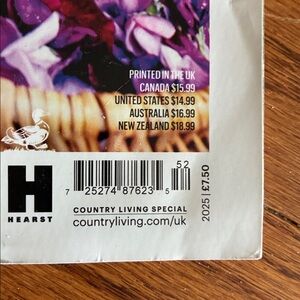 PRINTED IN THE UK
CANADA $15.99
UNITED STATES $14.99
AUSTRALIA $16.99
NEW ZEALAND $18.99
52
7 25274 87623 5
H
HEARST
COUNTRY LIVING SPECIAL
countryliving.com/uk
2025 | £7.50